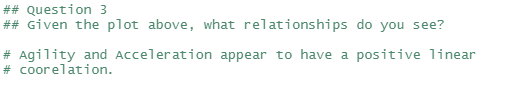 ## Question 3
## Given the plot above, what relationships do you see?
# Agility and Acceleration appear to have a positive linear
# coorelation.